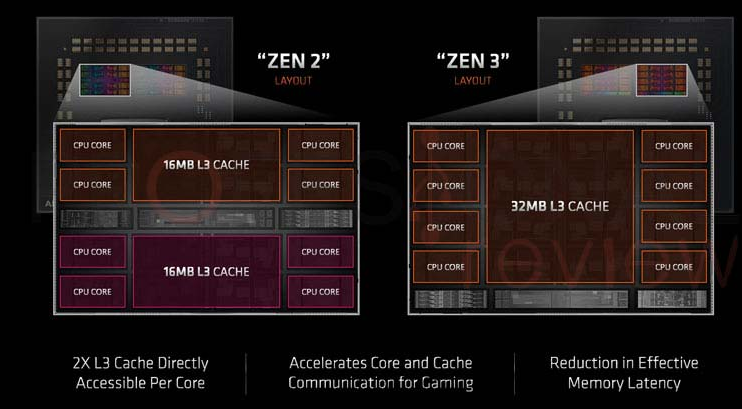 “ZEN 2”
LAYOUT
“ZEN 3”
LAYOUT
CPU CORE
CPU CORE
16MB L3 CACHE
CPU CORE
CPU CORE
CPU CORE
CPU CORE
16MB L3 CACHE
CPU CORE
CPU CORE
CPU CORE
CPU CORE
CPU CORE
CPU CORE
32MB L3 CACHE
CPU CORE
CPU CORE
CPU CORE
CPU CORE
review
2X L3 Cache Directly
Accessible Per Core
Accelerates Core and Cache
Communication for Gaming
Reduction in Effective
Memory Latency